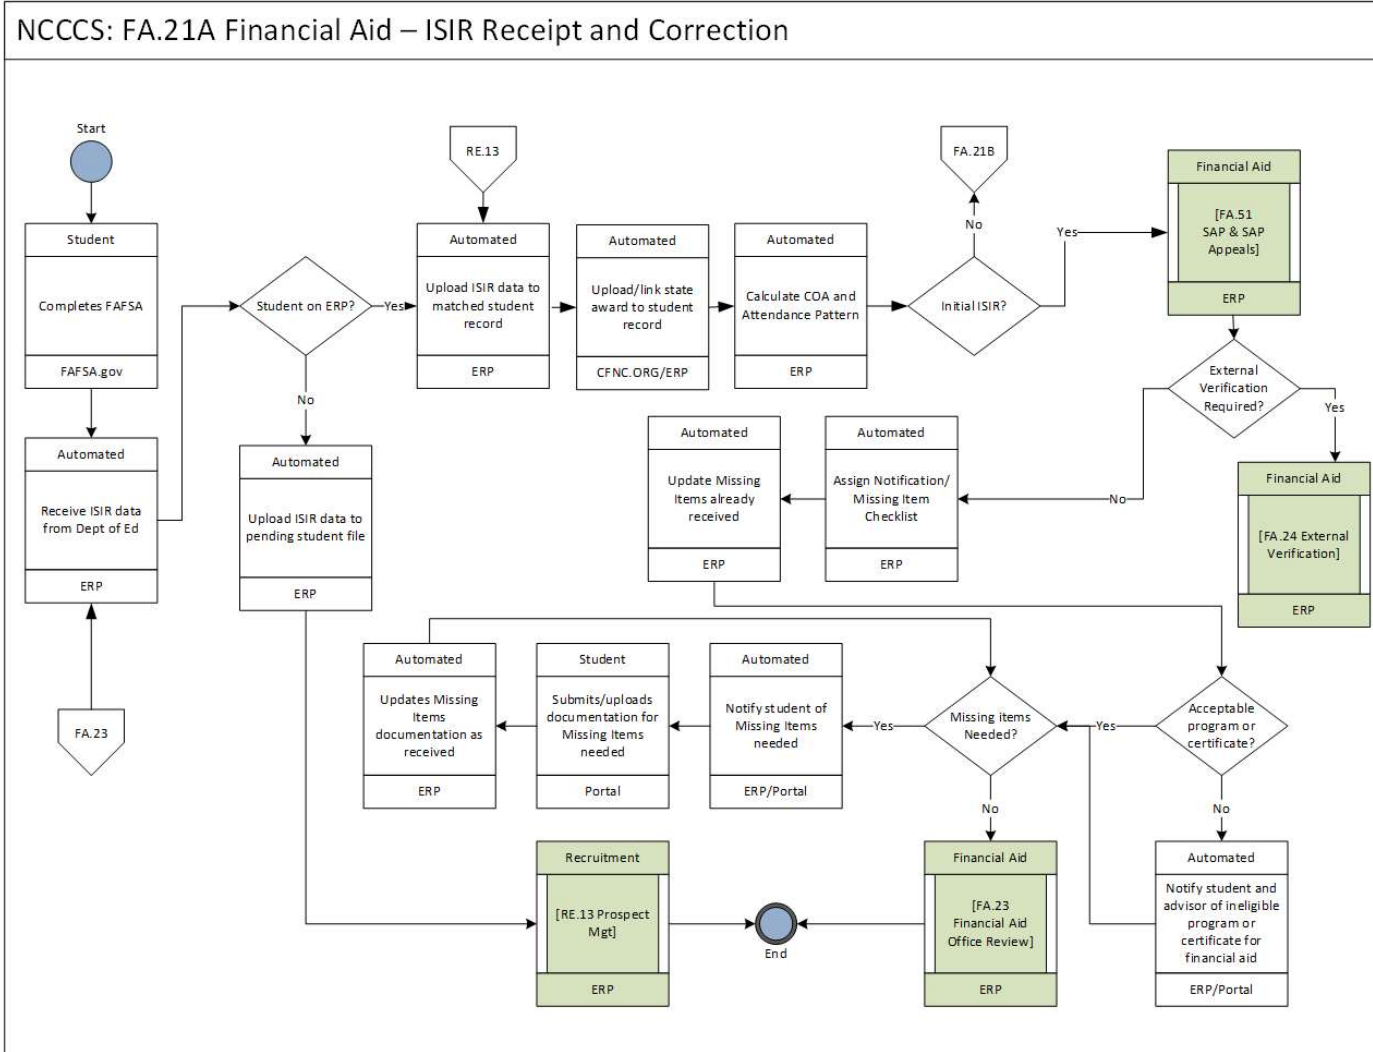 NCCCS: FA.21A Financial Aid – ISIR Receipt and Correction
Start
Student
Completes FAFSA
FAFSA.gov
Automated
Receive ISIR data
from Dept of Ed
ERP
FA.23
Student on ERP?
Yes
No
Automated
Upload ISIR data to
pending student file
ERP
RE.13
Automated
Upload ISIR data to
matched student
record
ERP
Automated
Upload/link state
award to student
record
CFNC.ORG/ERP
Automated
Calculate COA and
Attendance Pattern
ERP
FA.21B
No
Initial ISIR?
Yes
Financial Aid
[FA.51
SAP & SAP
Appeals]
ERP
External
Verification
Required?
Yes
No
Financial Aid
[FA.24 External
Verification]
ERP
Automated
Assign Notification/
Missing Item
Checklist
ERP
Automated
Update Missing
Items already
received
ERP
Acceptable
program or
certificate?
Yes
No
Automated
Notify student and
advisor of ineligible
program or
certificate for
financial aid
ERP/Portal
Missing items
Needed?
Yes
No
Automated
Notify student of
Missing Items
needed
ERP/Portal
Student
Submits/uploads
documentation for
Missing Items
needed
Portal
Automated
Updates Missing
Items
documentation as
received
ERP
Financial Aid
[FA.23
Financial Aid
Office Review]
ERP
Recruitment
[RE.13 Prospect
Mgt]
ERP
End